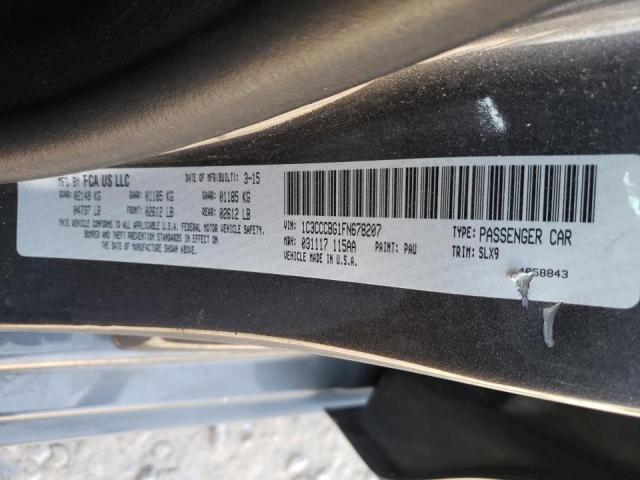 MFG BY FCA US LLC DATE OF MFR(BUILT): 3-15
GVWR: 02148 KG GAWR: 01185 KG GAWR: 01185 KG
04737 LB FRONT: 02612 LB REAR: 02612 LB
THIS VEHICLE CONFORMS TO ALL APPLICABLE U.S.A. FEDERAL MOTOR VEHICLE SAFETY,
BUMPER AND THEFT PREVENTION STANDARDS IN EFFECT ON
THE DATE OF MANUFACTURE SHOWN ABOVE.
VIN: 1C3CCCBG1FN678207 TYPE: PASSENGER CAR
MDH: 031117 115AA PAINT: PAU TRIM: SLX9
VEHICLE MADE IN U.S.A.
4058843